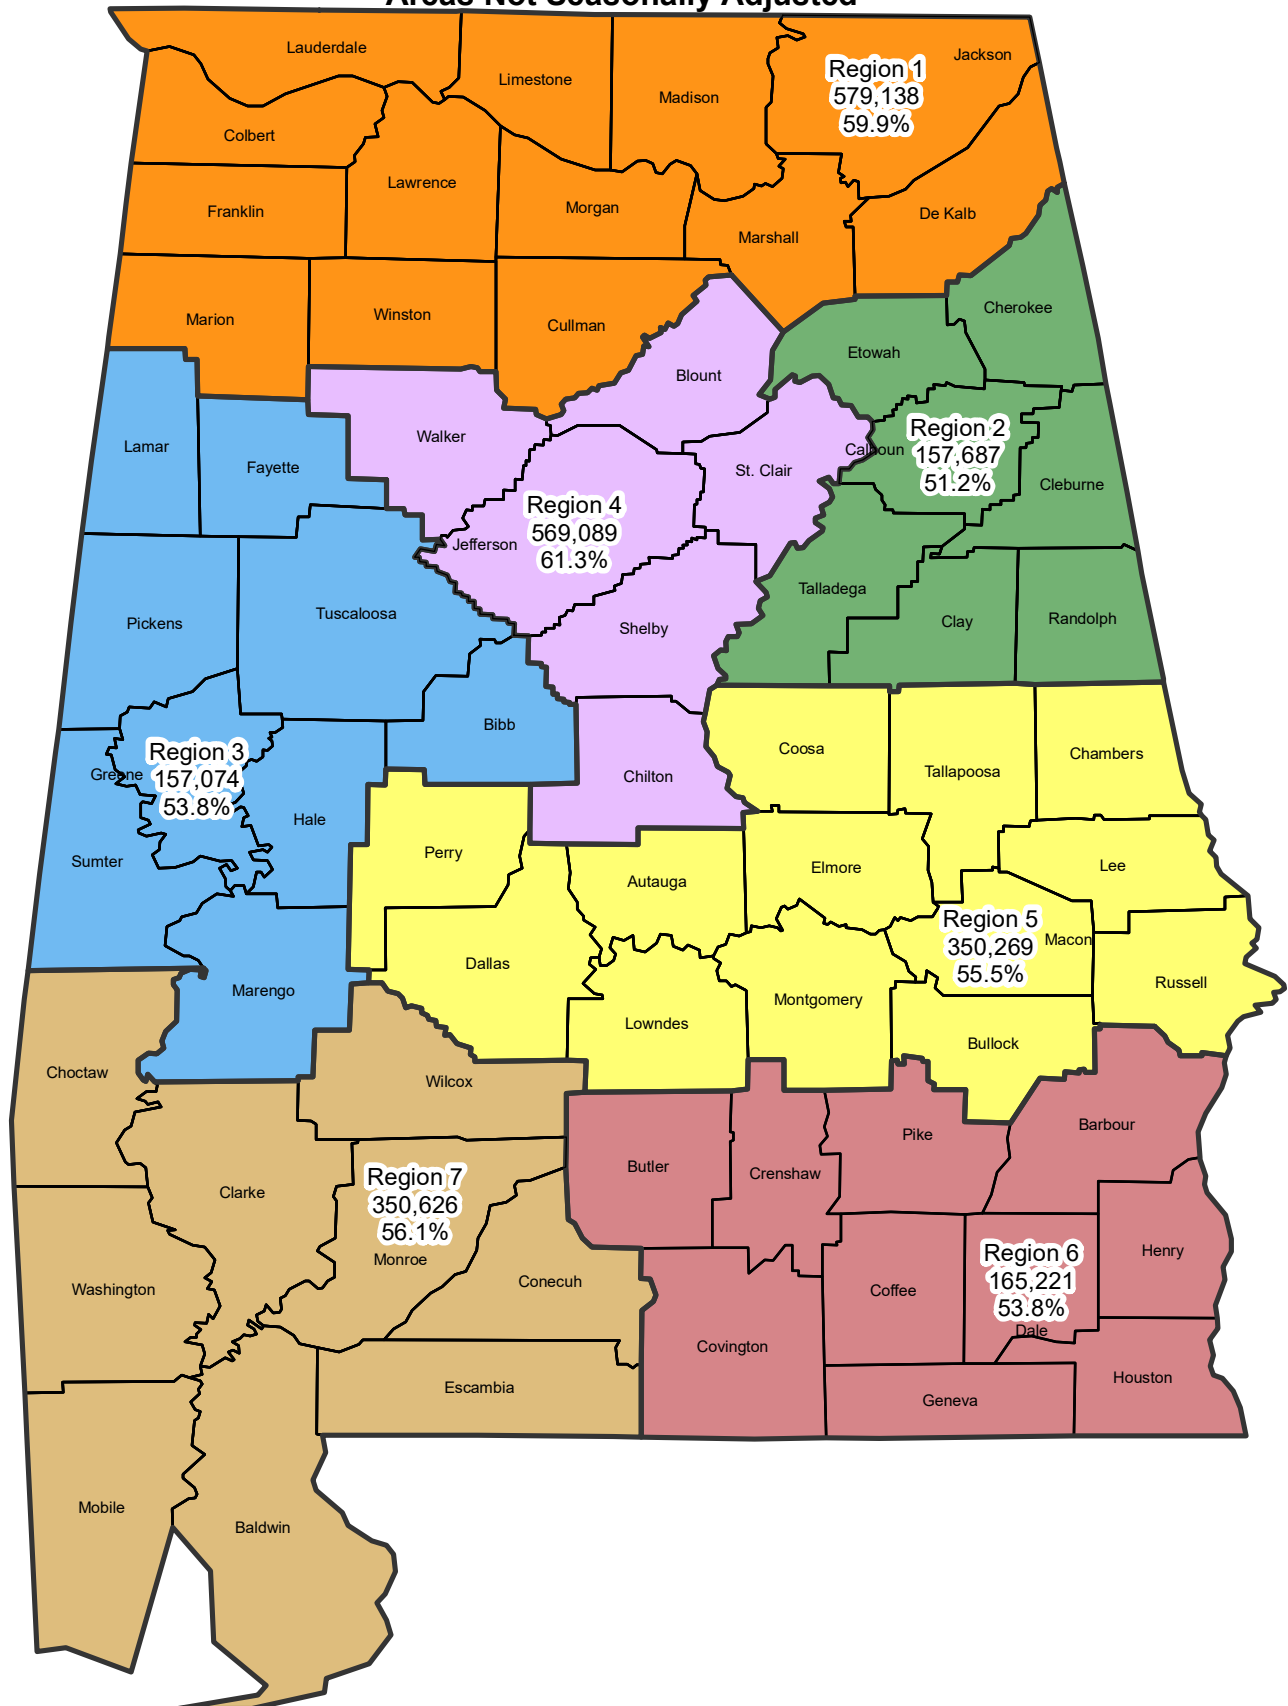 Areas Not Seasonally Adjusted
Lauderdale
Limestone
Madison
Jackson
Region 1
579,138
59.9%
Colbert
Lawrence
Franklin
Morgan
De Kalb
Marshall
Marion
Winston
Cullman
Cherokee
Etowah
Blount
Walker
Lamar
Fayette
St. Clair
Calhoun
Region 2
157,687
51.2%
Cleburne
Region 4
569,089
61.3%
Jefferson
Talladega
Tuscaloosa
Pickens
Shelby
Clay
Randolph
Bibb
Region 3
157,074
53.8%
Greene
Coosa
Tallapoosa
Chambers
Chilton
Hale
Sumter
Perry
Autauga
Elmore
Lee
Region 5
350,269
55.5%
Macon
Dallas
Marengo
Montgomery
Russell
Lowndes
Bullock
Choctaw
Wilcox
Pike
Barbour
Butler
Crenshaw
Clarke
Region 7
350,626
56.1%
Monroe
Region 6
165,221
53.8%
Henry
Washington
Conecuh
Coffee
Dale
Covington
Houston
Escambia
Geneva
Mobile
Baldwin